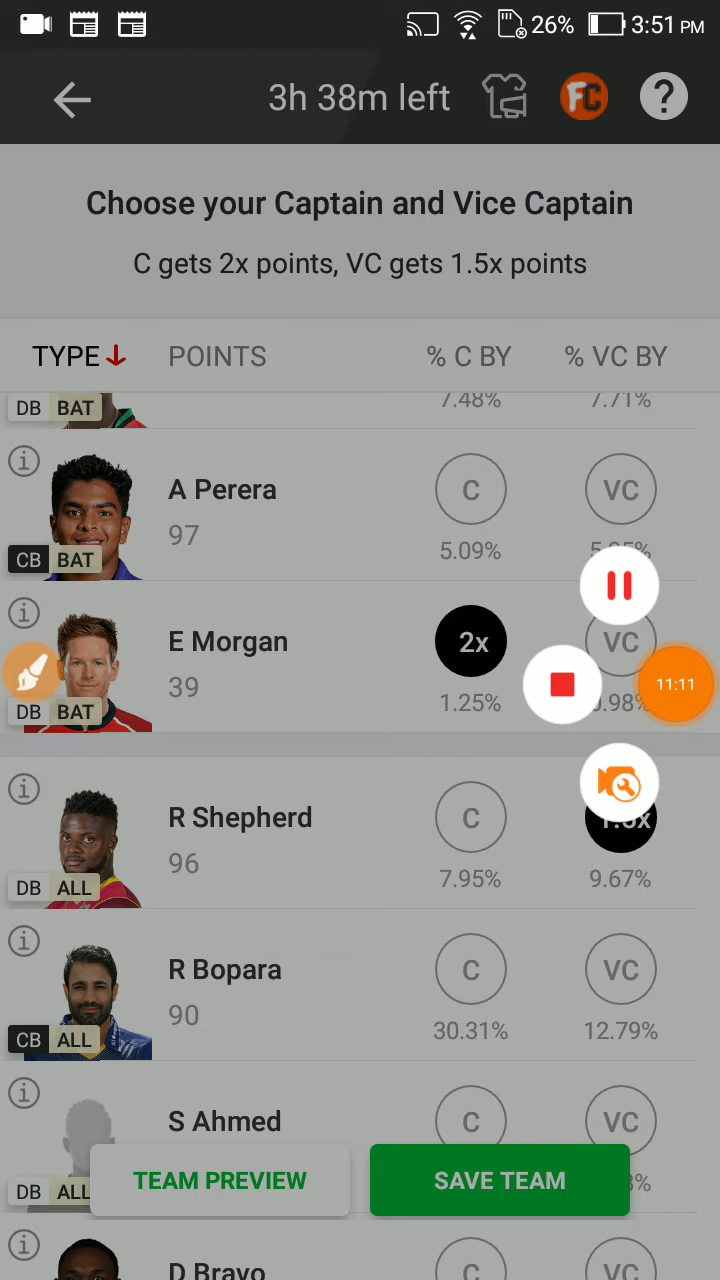 26% 3:51 PM
3h 38m left FC ?
Choose your Captain and Vice Captain
C gets 2x points, VC gets 1.5x points
TYPE POINTS % C BY % VC BY
DB BAT 7.48% 7.71%
A Perera C VC
97
CB BAT 5.09%
E Morgan 2x VC
39
DB BAT 1.25% 11:11
R Shepherd C
96
DB ALL 7.95% 9.67%
R Bopara C VC
90
CB ALL 30.31% 12.79%
S Ahmed C VC
DB ALL
TEAM PREVIEW SAVE TEAM
D Bravo C VC